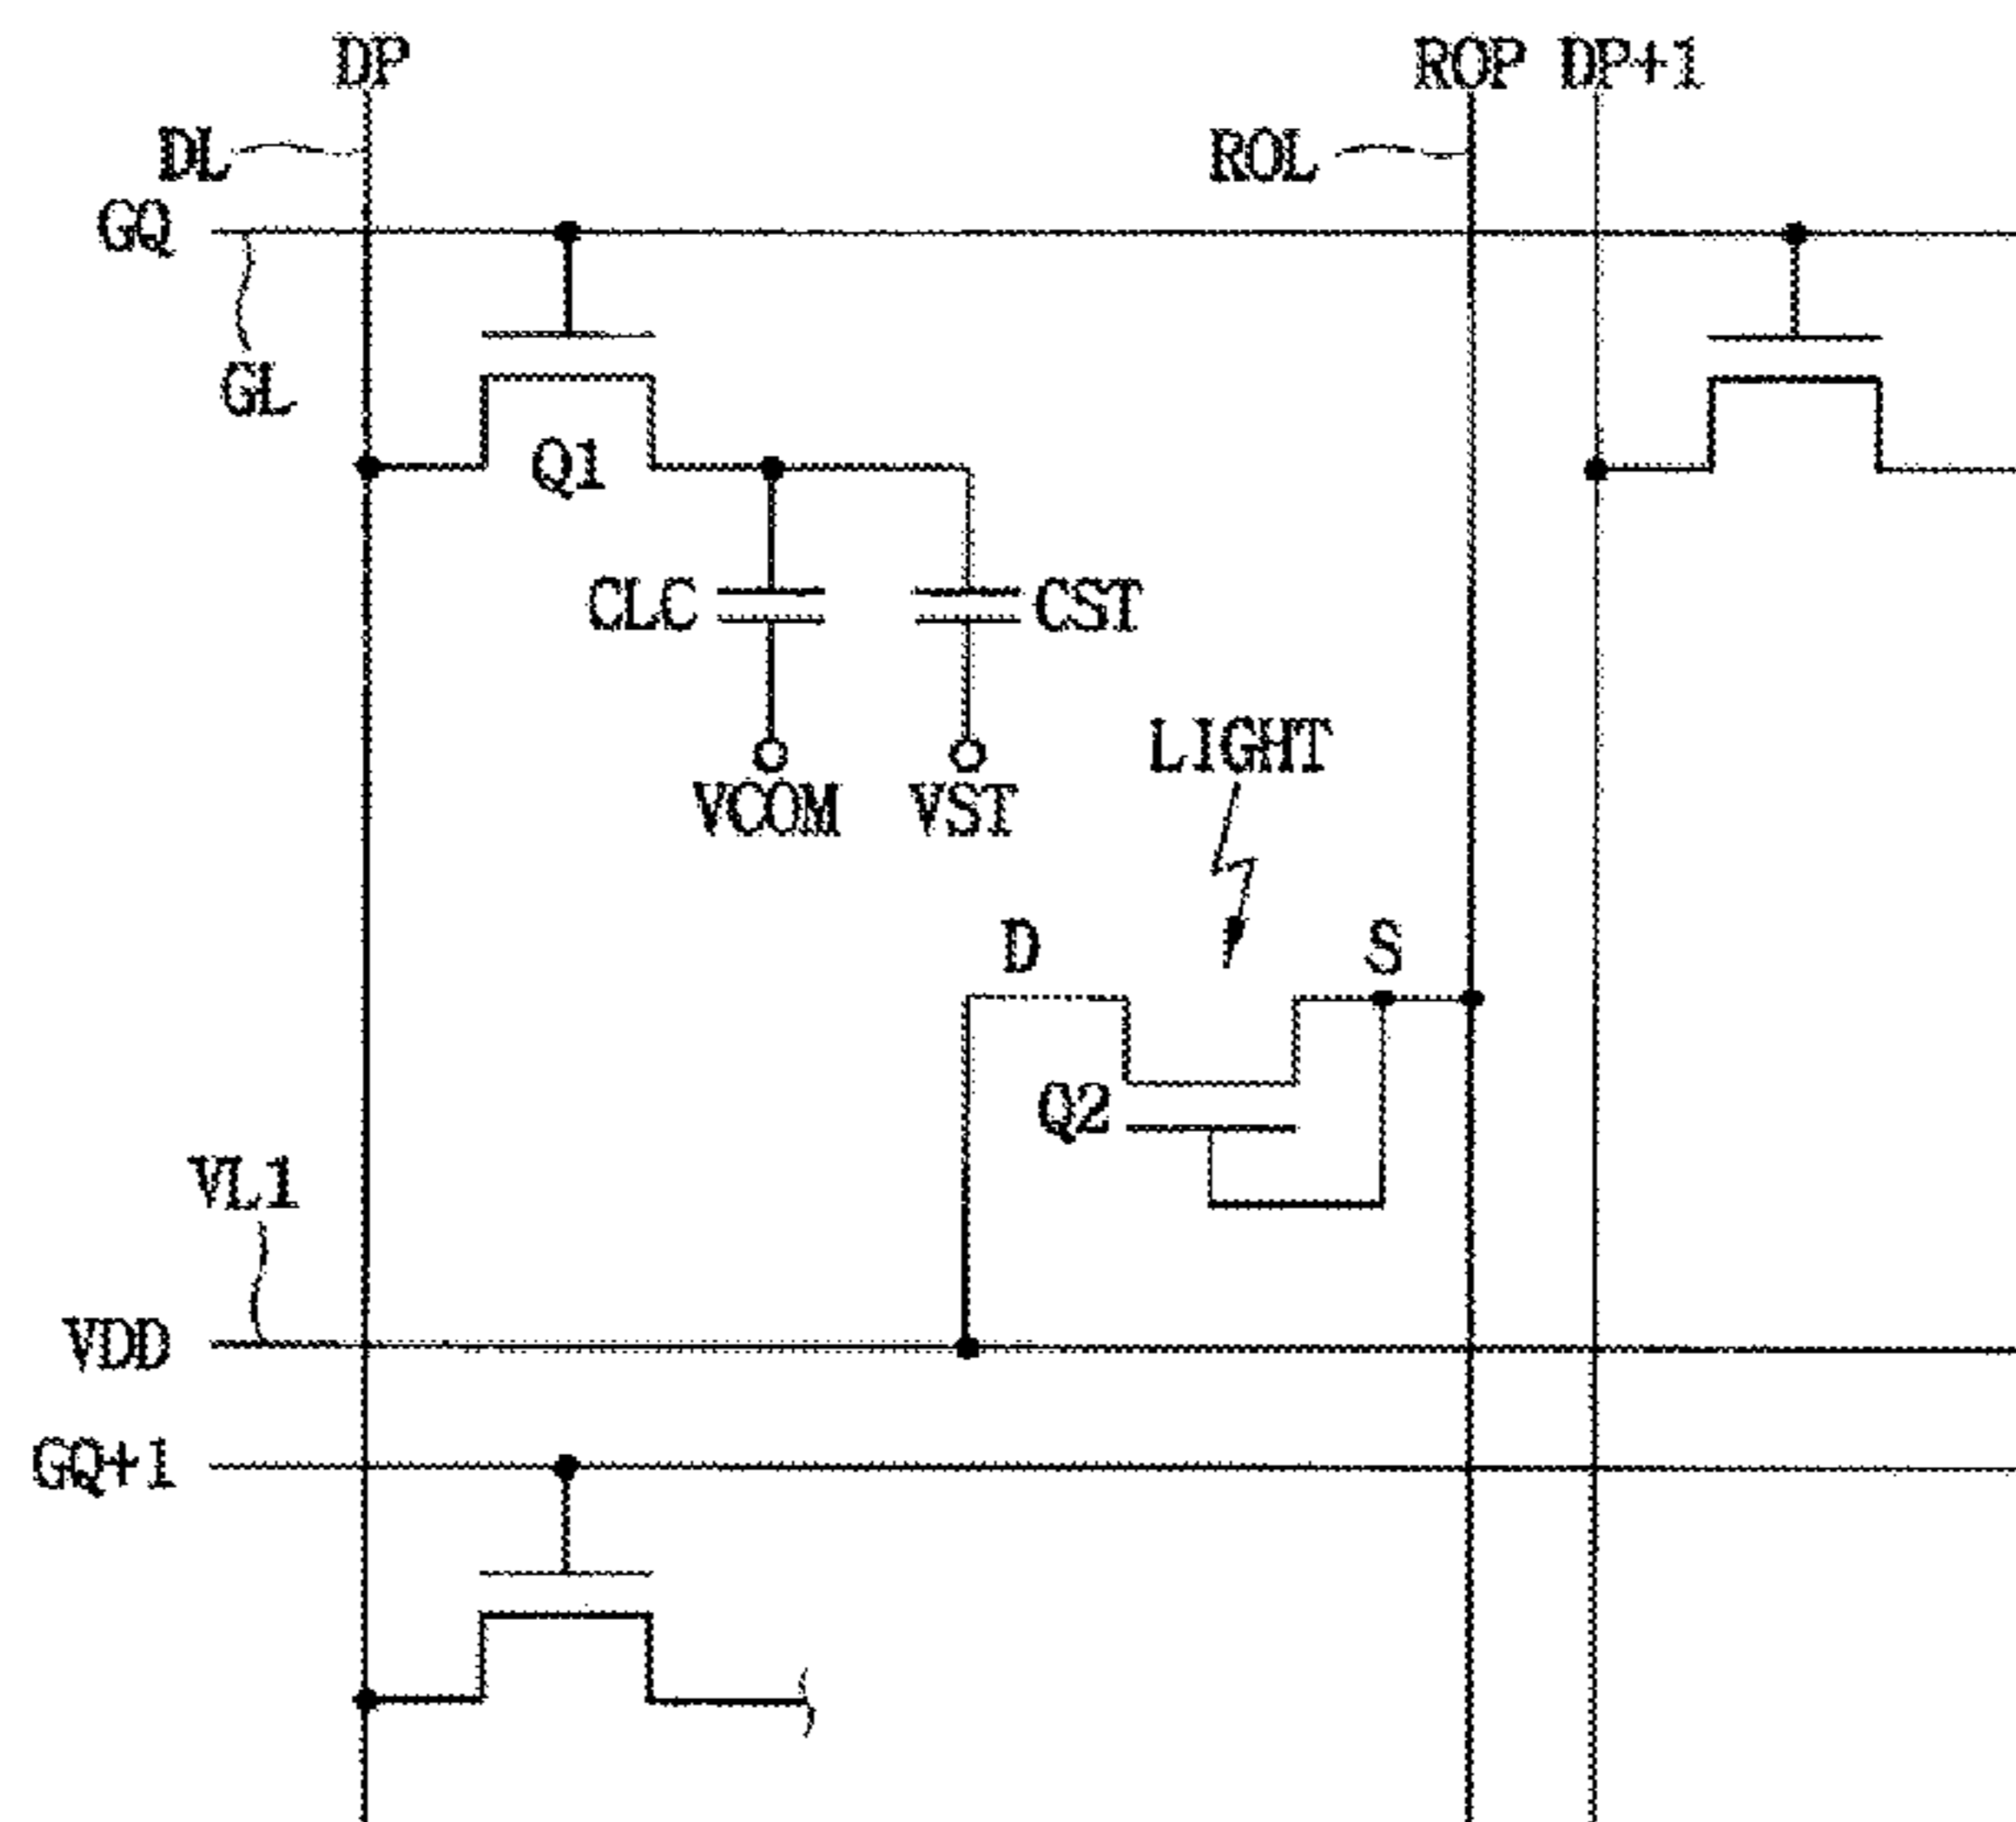 DP
ROP DP+1
DL
ROL
GQ
GL
Q1
CLC
CST
LIGHT
VCOM
VST
D
S
Q2
VL1
VDD
GQ+1